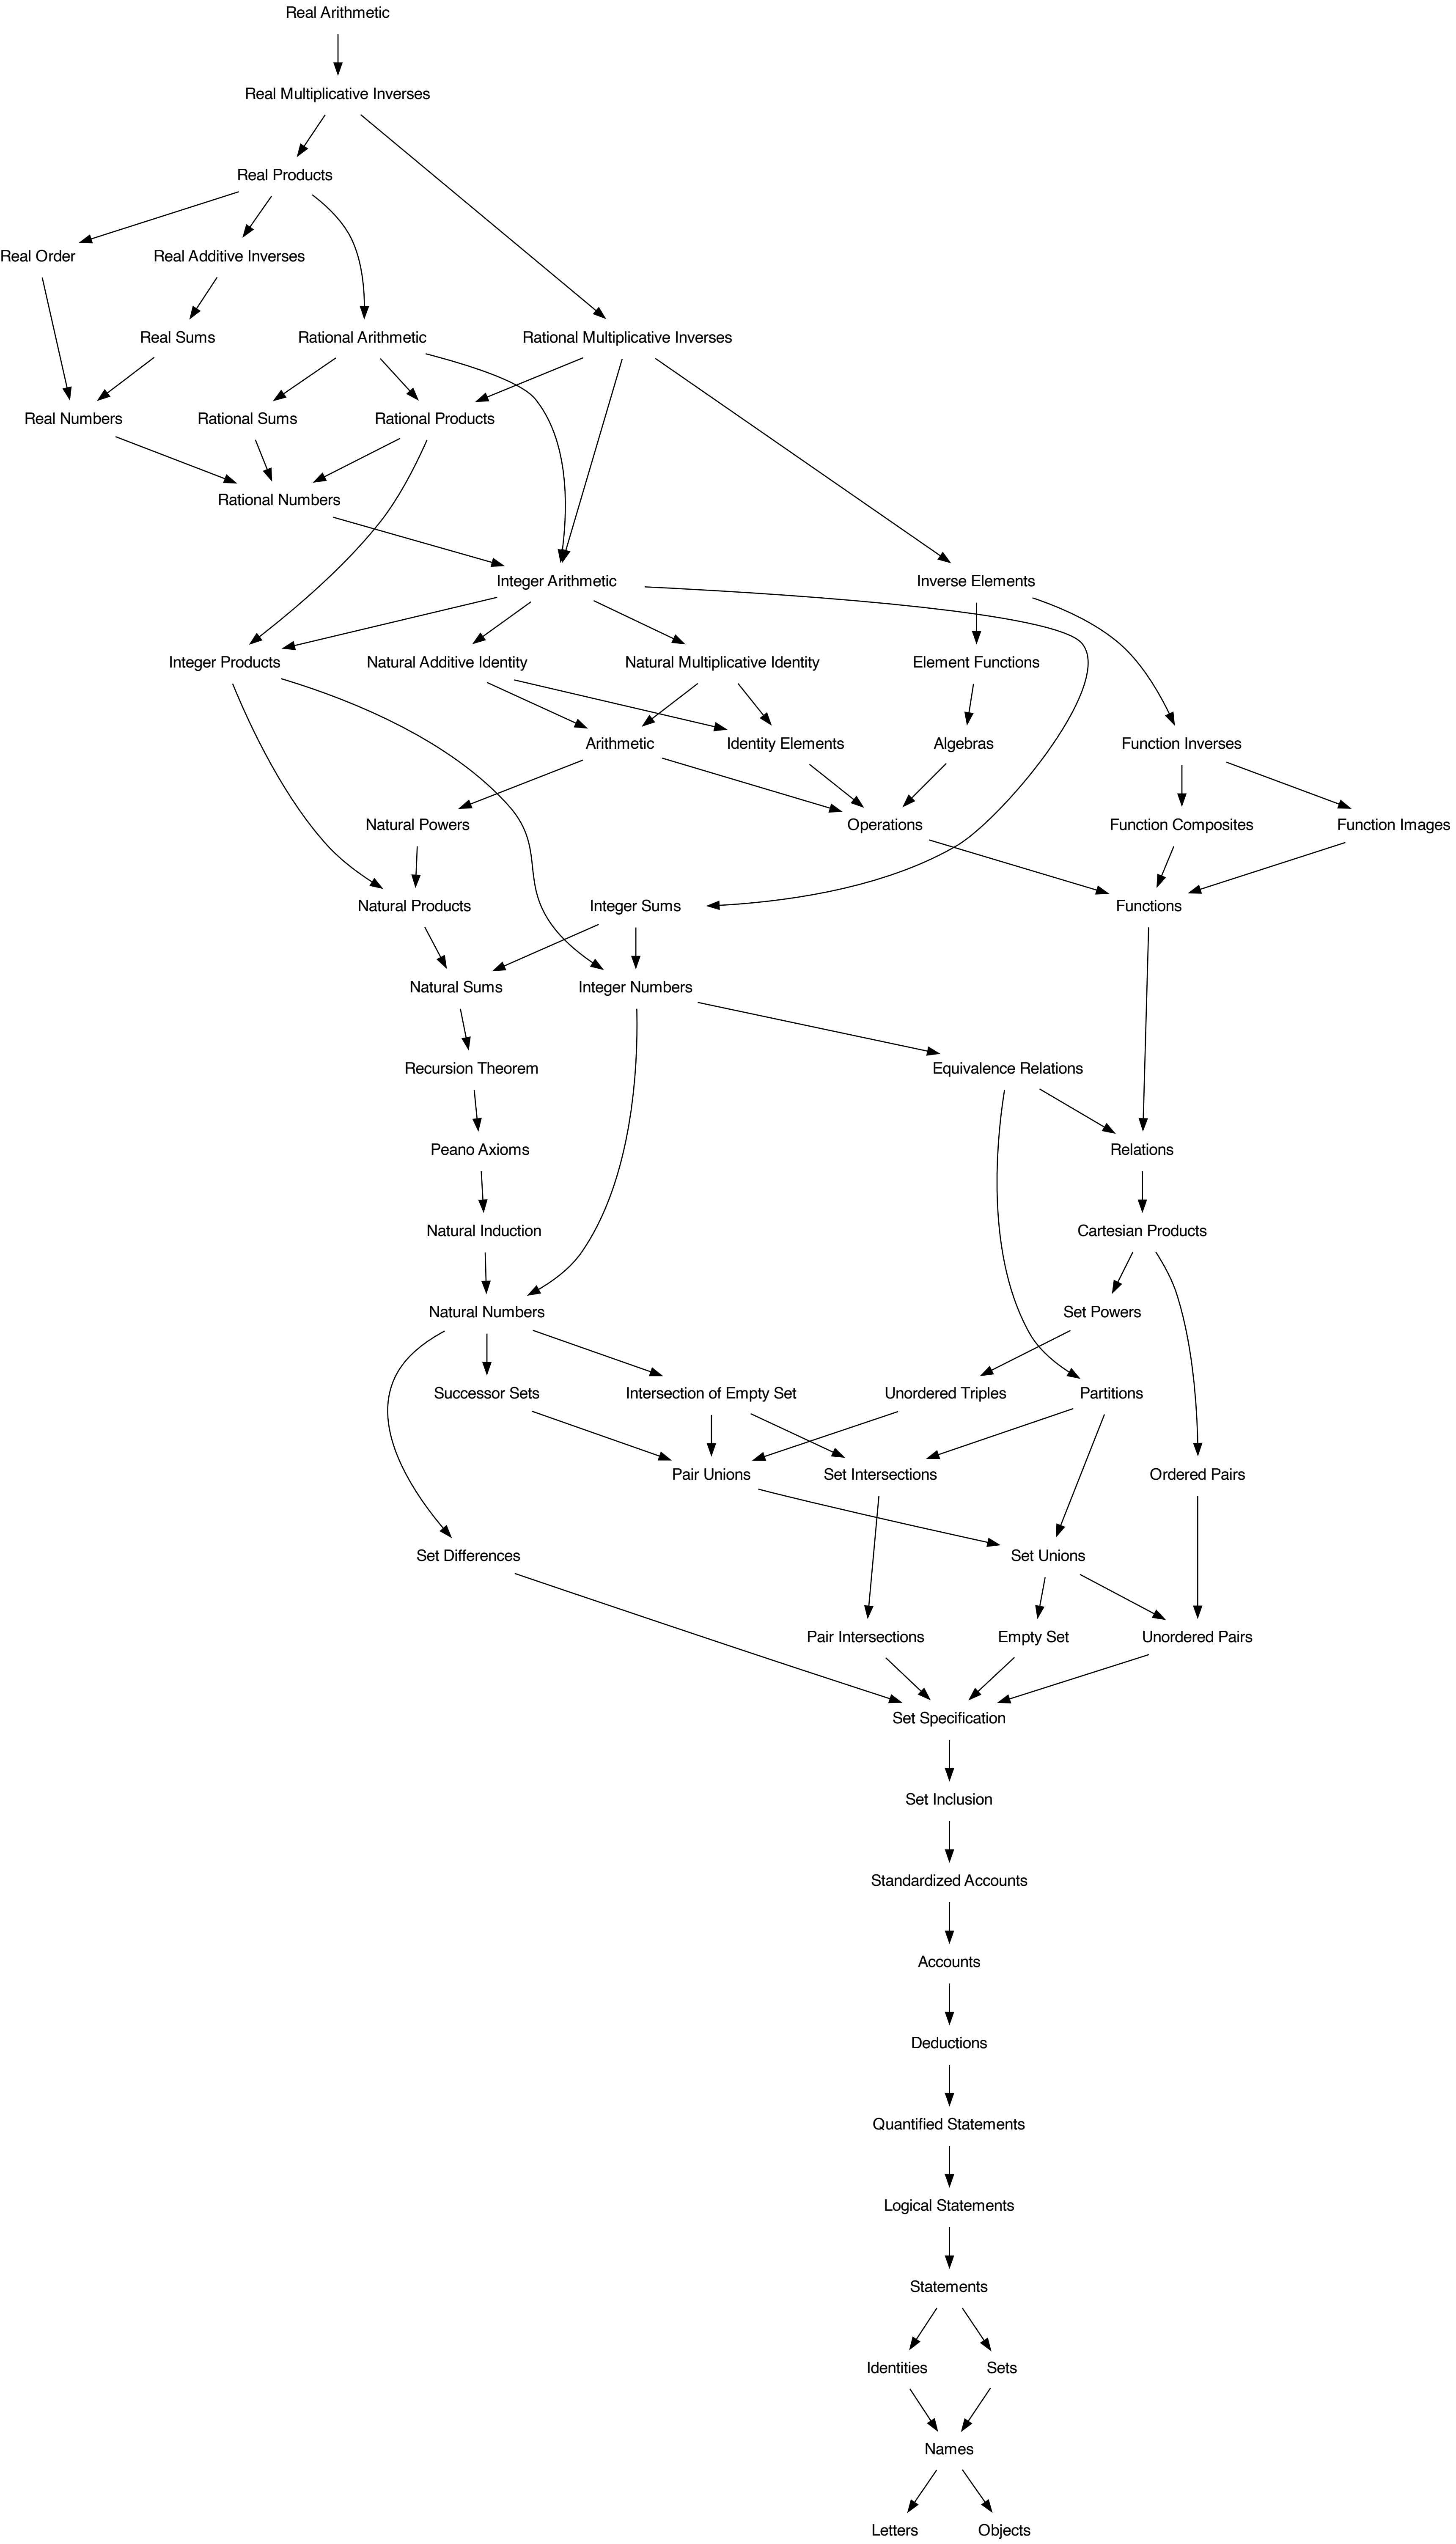 Real Arithmetic
Real Multiplicative Inverses
Real Products
Real Order
Real Additive Inverses
Real Sums
Rational Arithmetic
Rational Multiplicative Inverses
Real Numbers
Rational Sums
Rational Products
Rational Numbers
Integer Arithmetic
Inverse Elements
Integer Products
Natural Additive Identity
Natural Multiplicative Identity
Element Functions
Arithmetic
Identity Elements
Algebras
Function Inverses
Natural Powers
Operations
Function Composites
Function Images
Natural Products
Integer Sums
Functions
Natural Sums
Integer Numbers
Recursion Theorem
Equivalence Relations
Peano Axioms
Relations
Natural Induction
Cartesian Products
Natural Numbers
Set Powers
Successor Sets
Intersection of Empty Set
Unordered Triples
Partitions
Pair Unions
Set Intersections
Ordered Pairs
Set Differences
Set Unions
Pair Intersections
Empty Set
Unordered Pairs
Set Specification
Set Inclusion
Standardized Accounts
Accounts
Deductions
Quantified Statements
Logical Statements
Statements
Identities
Sets
Names
Letters
Objects